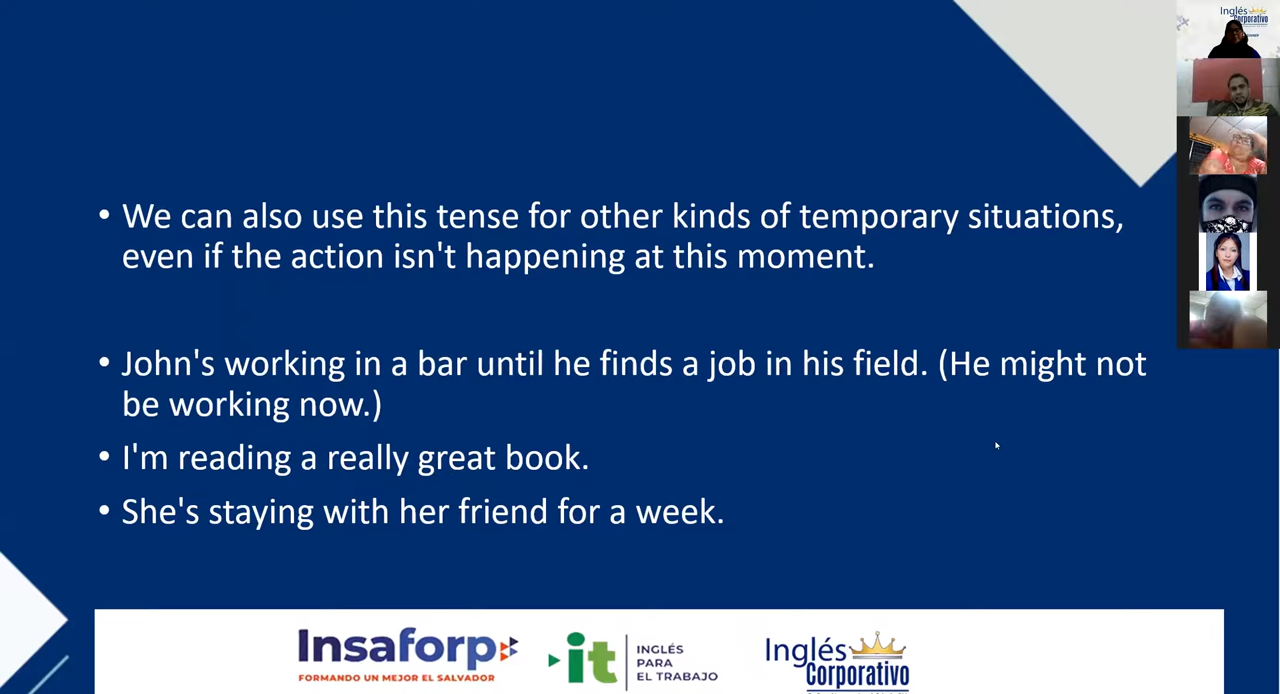 Inglés
Corporativo
• We can also use this tense for other kinds of temporary situations,
even if the action isn't happening at this moment.
• John's working in a bar until he finds a job in his field. (He might not
be working now.)
• I'm reading a really great book.
• She's staying with her friend for a week.
Insaforp
FORMANDO UN MEJOR EL SALVADOR
it
INGLÉS
PARA
EL TRABAJO
Inglés
Corporativo